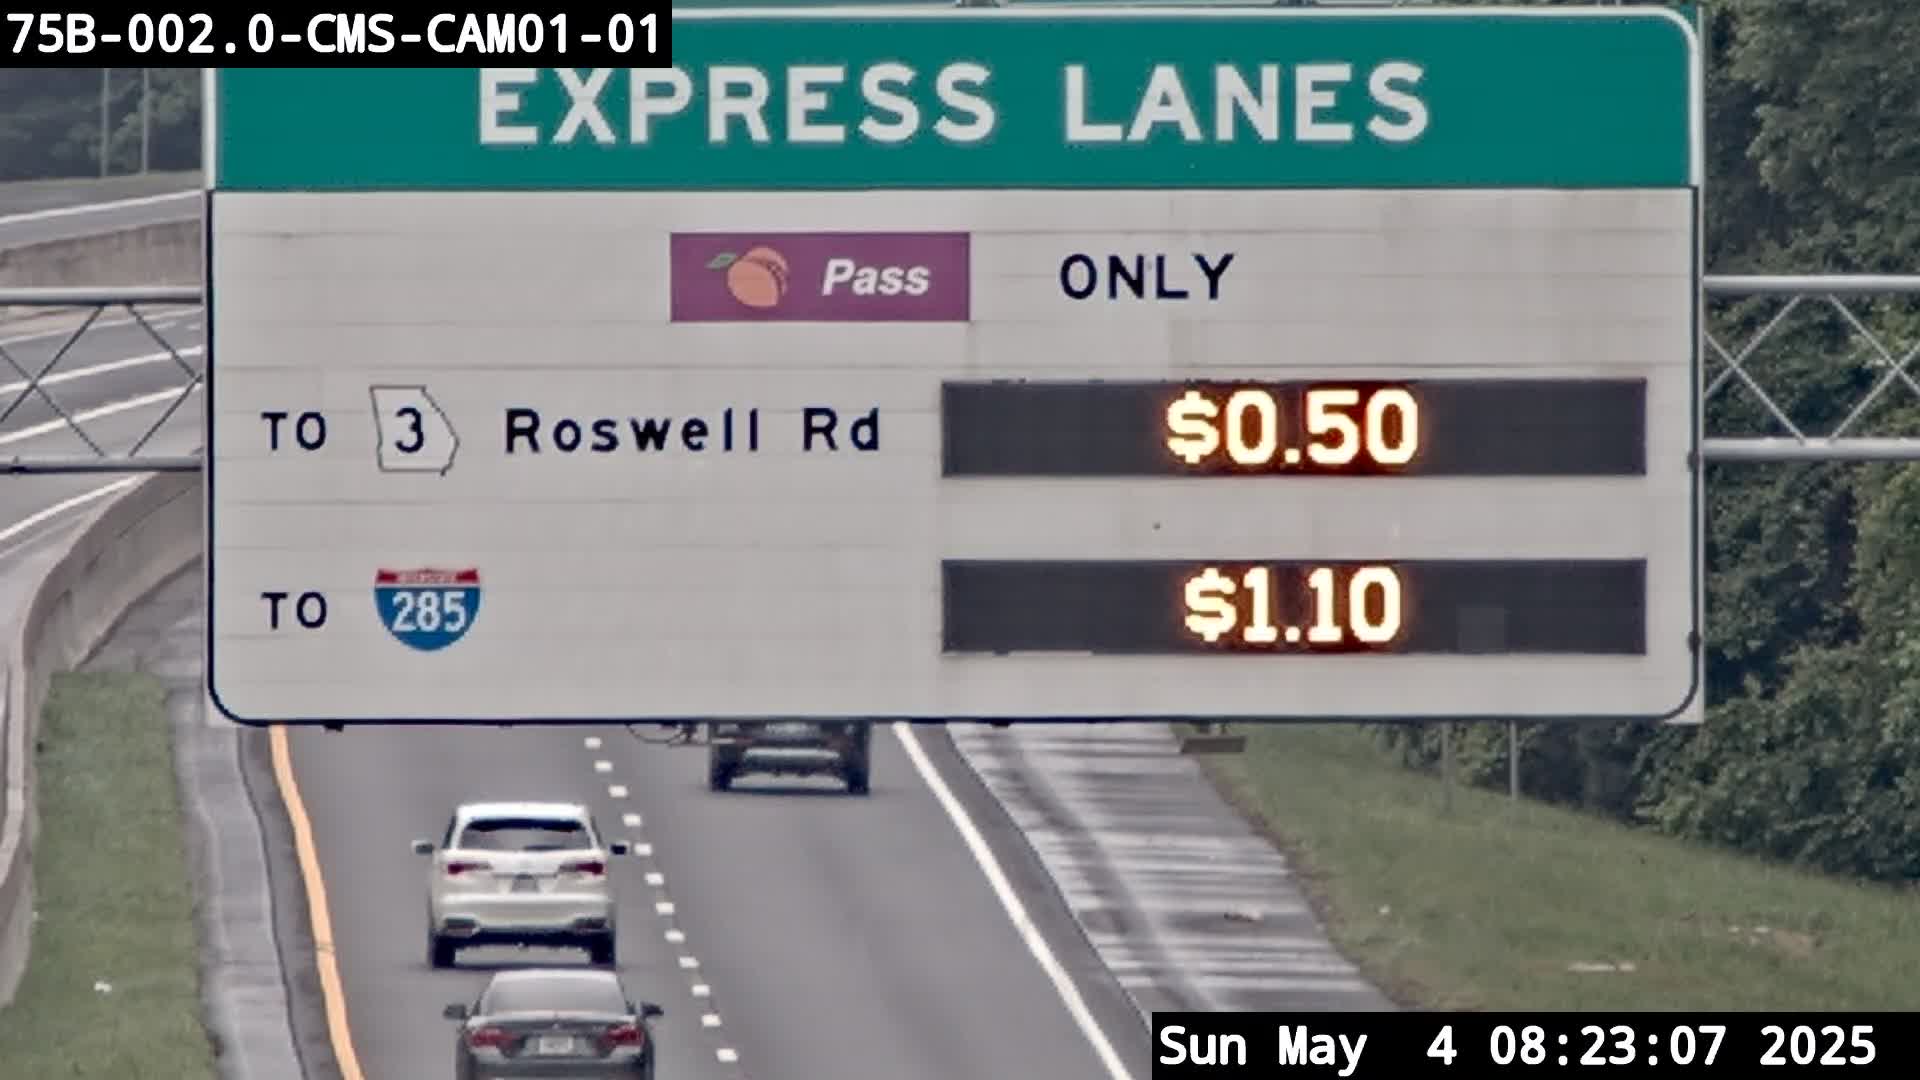 75B-002.0-CMS-CAM01-01
EXPRESS LANES
Pass ONLY
TO 3 Roswell Rd $0.50
TO 285 $1.10
Sun May 4 08:23:07 2025